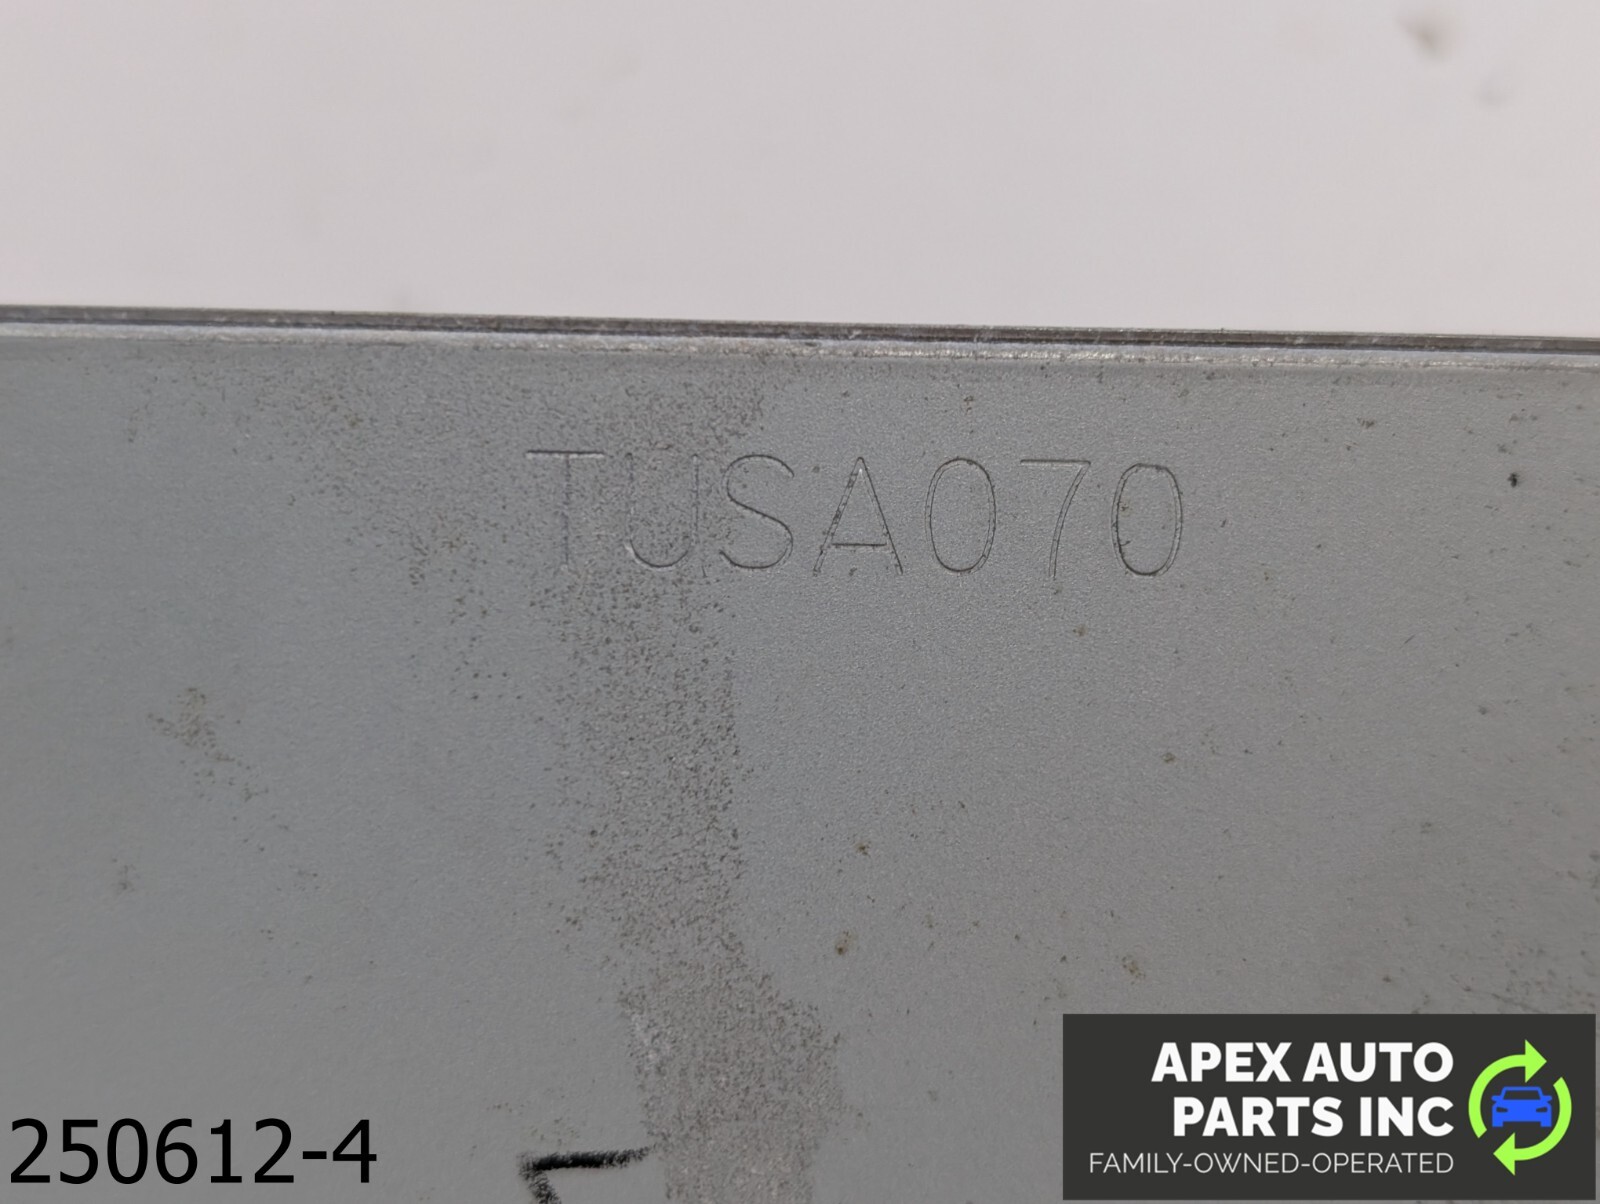 TUSA070
250612-4
APEX AUTO
PARTS INC
FAMILY-OWNED-OPERATED